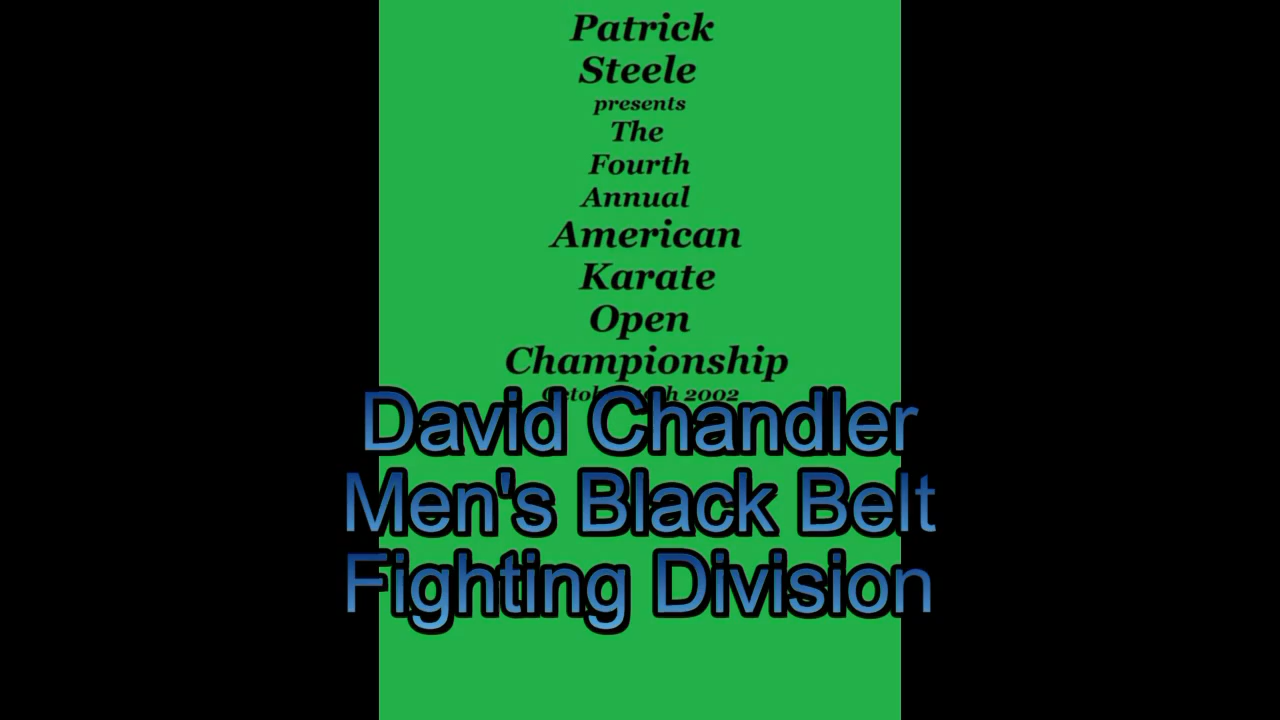 Patrick
Steele
presents
The
Fourth
Annual
American
Karate
Open
Championship
2002
David Chandler
Men's Black Belt
Fighting Division